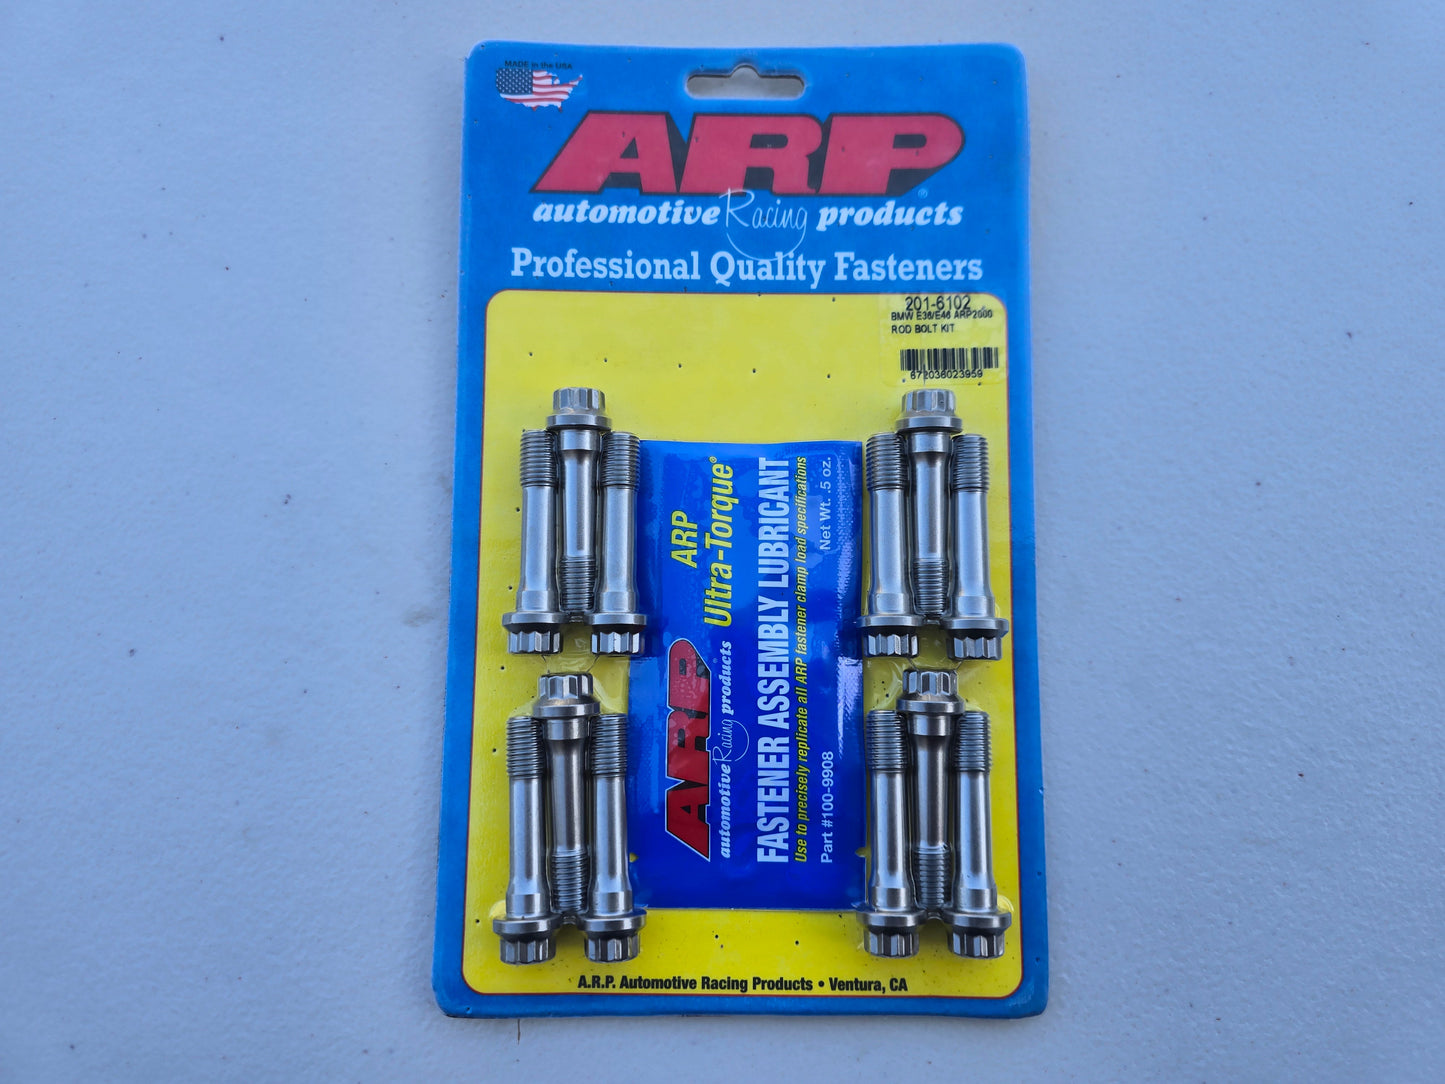 MADE in the USA
ARP®
automotive Racing products
Professional Quality Fasteners
201-6102
BMW E36/E46 ARP2000
ROD BOLT KIT
672036023959
ARP
Ultra-Torque®
FASTENER ASSEMBLY LUBRICANT
Use to precisely replicate all ARP fastener clamp load specifications
Part #100-9908 Net Wt. .5 oz.
ARP
automotive Racing products
A.R.P. Automotive Racing Products • Ventura, CA